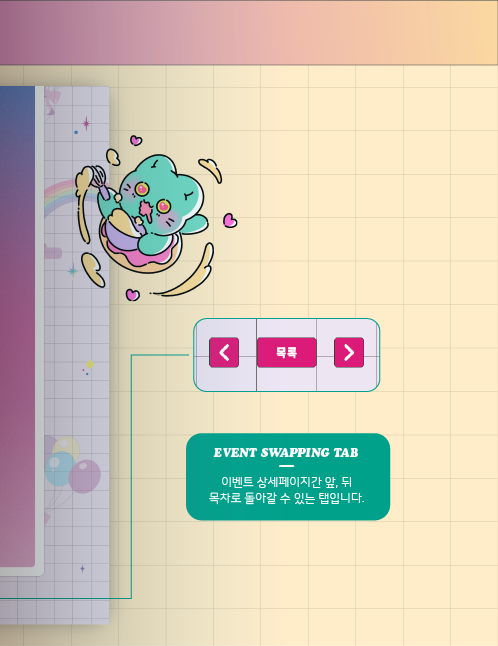 목록
EVENT SWAPPING TAB
이벤트 상세페이지간 앞, 뒤
목차로 돌아갈 수 있는 탭입니다.